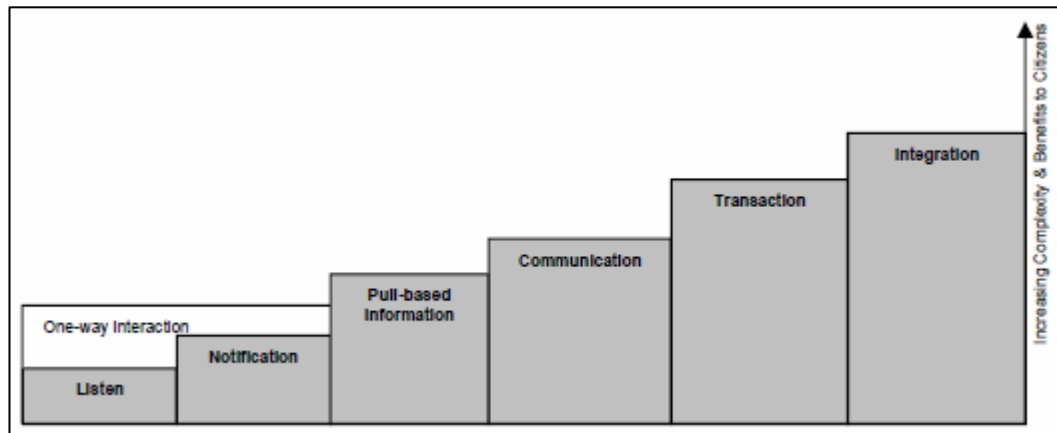 One-way Interaction
Listen
Notification
Pull-based
Information
Communication
Transaction
Integration
Increasing Complexity & Benefits to Citizens